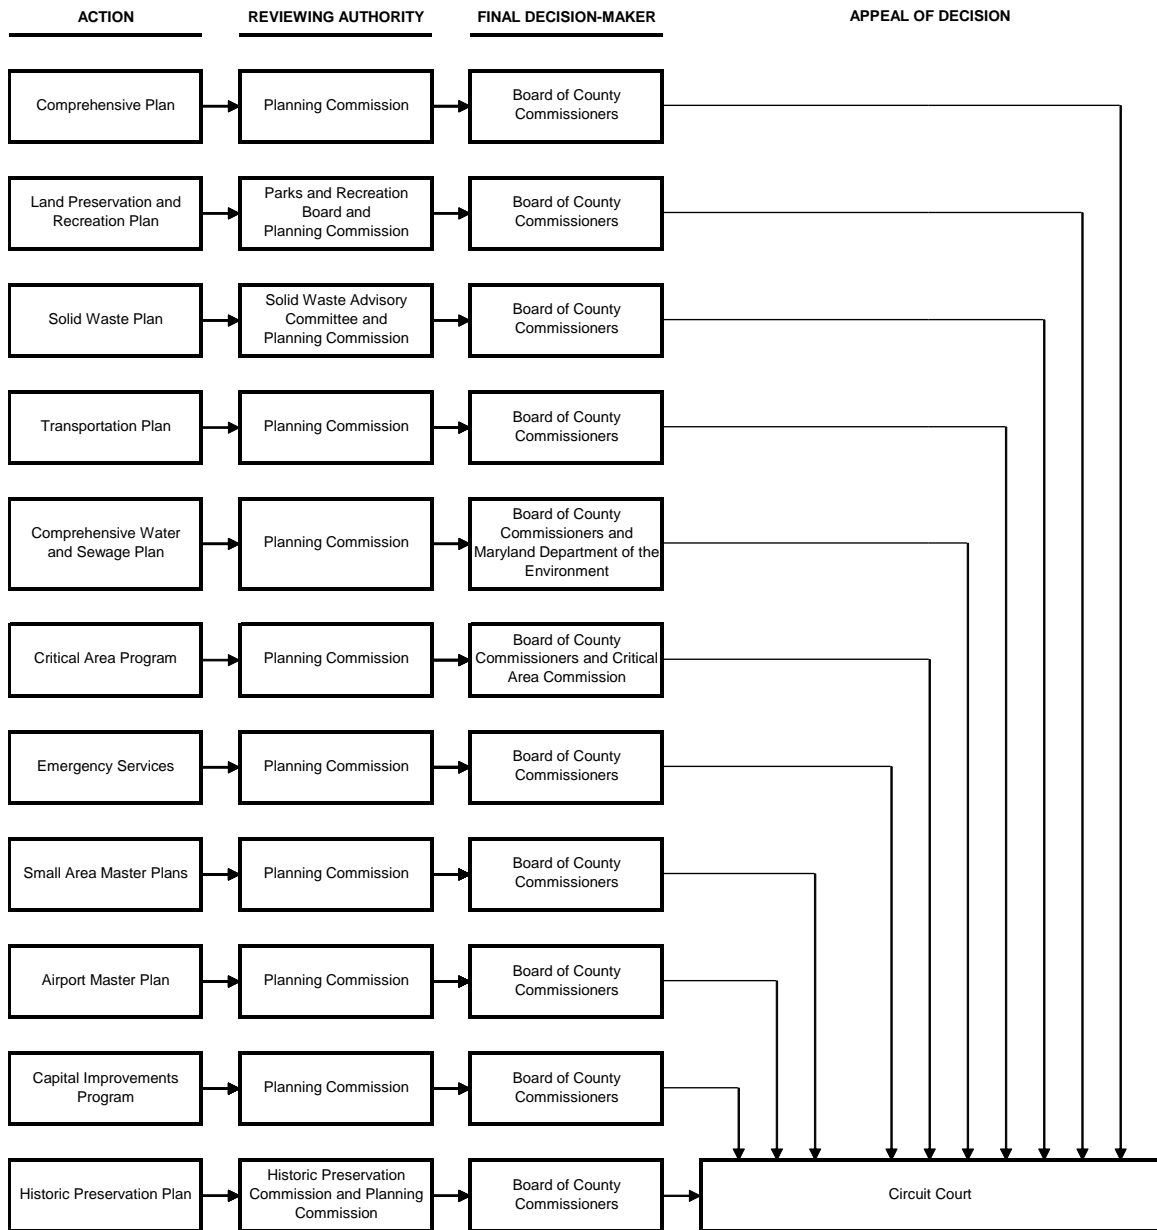 ACTION
REVIEWING AUTHORITY
FINAL DECISION-MAKER
APPEAL OF DECISION
Comprehensive Plan
Planning Commission
Board of County
Commissioners
Land Preservation and
Recreation Plan
Parks and Recreation
Board and
Planning Commission
Board of County
Commissioners
Solid Waste Plan
Solid Waste Advisory
Committee and
Planning Commission
Board of County
Commissioners
Transportation Plan
Planning Commission
Board of County
Commissioners
Comprehensive Water
and Sewage Plan
Planning Commission
Board of County
Commissioners and
Maryland Department of the
Environment
Critical Area Program
Planning Commission
Board of County
Commissioners and Critical
Area Commission
Emergency Services
Planning Commission
Board of County
Commissioners
Small Area Master Plans
Planning Commission
Board of County
Commissioners
Airport Master Plan
Planning Commission
Board of County
Commissioners
Capital Improvements
Program
Planning Commission
Board of County
Commissioners
Historic Preservation Plan
Historic Preservation
Commission and Planning
Commission
Board of County
Commissioners
Circuit Court